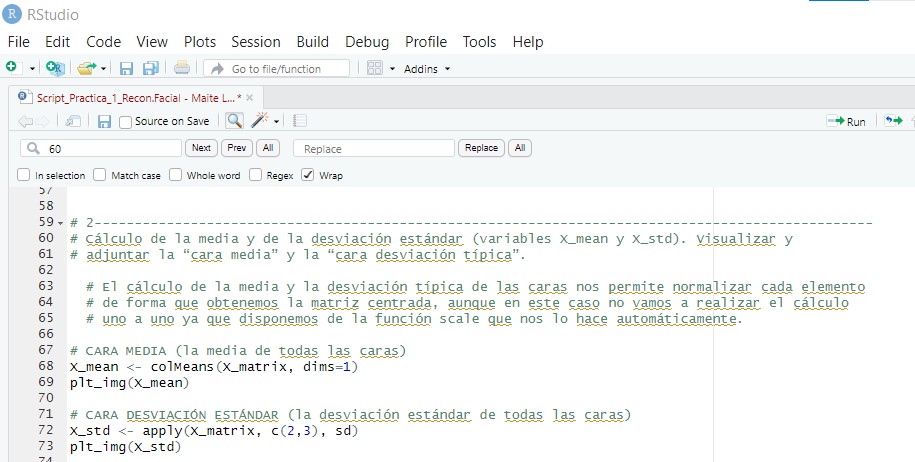 RStudio
File Edit Code View Plots Session Build Debug Profile Tools Help
Go to file/function Addins
Script_Practica_1_Recon.Facial - Maite L...*
Source on Save Run
60 Next Prev All Replace Replace All
In selection Match case Whole word Regex Wrap
57
58
59 # 2------------------------------------------------------------------------------------------------
60 # Cálculo de la media y de la desviación estándar (variables X_mean y X_std). Visualizar y
61 # adjuntar la “cara media” y la “cara desviación típica”.
62
63 # El cálculo de la media y la desviación típica de las caras nos permite normalizar cada elemento
64 # de forma que obtenemos la matriz centrada, aunque en este caso no vamos a realizar el cálculo
65 # uno a uno ya que disponemos de la función scale que nos lo hace automáticamente.
66
67 # CARA MEDIA (la media de todas las caras)
68 X_mean <- colMeans(X_matrix, dims=1)
69 plt_img(X_mean)
70
71 # CARA DESVIACIÓN ESTÁNDAR (la desviación estándar de todas las caras)
72 X_std <- apply(X_matrix, c(2,3), sd)
73 plt_img(X_std)
74